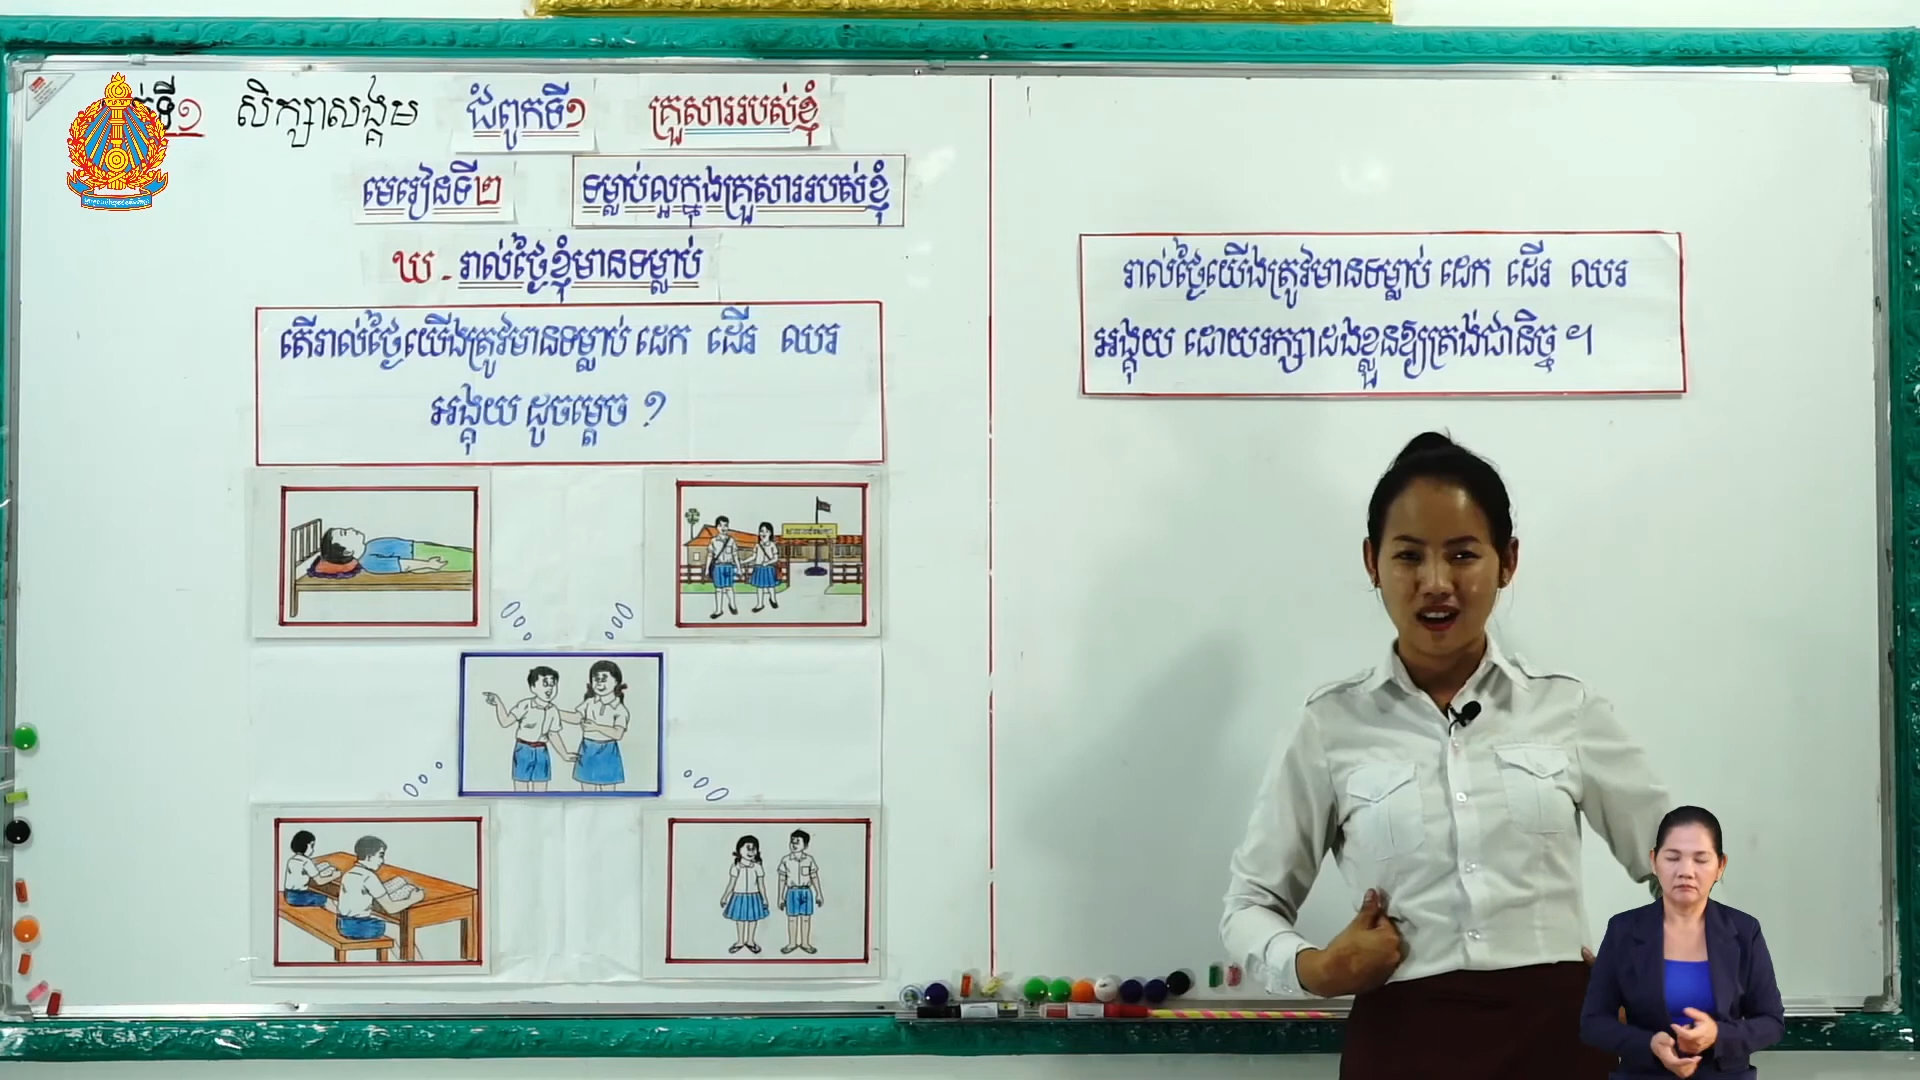 ទី១ សិក្សាសង្គម ជំពូកទី១ គ្រួសាររបស់ខ្ញុំ
មេរៀនទី២ ទម្លាប់ល្អក្នុងគ្រួសាររបស់ខ្ញុំ
ឃ - រាល់ថ្ងៃខ្ញុំមានទម្លាប់
តើរាល់ថ្ងៃយើងត្រូវមានទម្លាប់ ដេក ដើរ ឈរ
អង្គុយ ដូចម្តេច ?
រាល់ថ្ងៃយើងត្រូវមានទម្លាប់ ដេក ដើរ ឈរ
អង្គុយ ដោយរក្សាដងខ្លួនឱ្យត្រង់ជានិច្ច ។